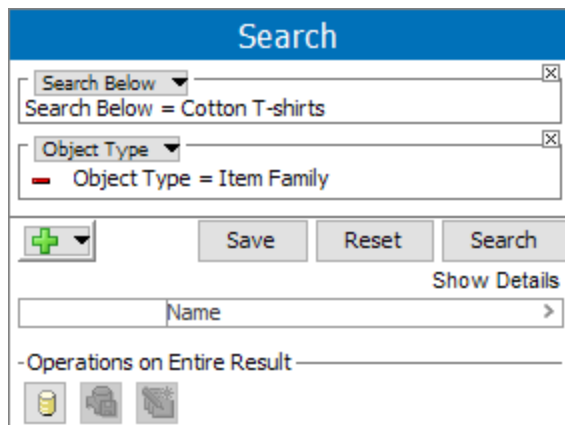 Search
Search Below
Search Below = Cotton T-shirts
Object Type
Object Type = Item Family
Save Reset Search
Show Details
Name
Operations on Entire Result